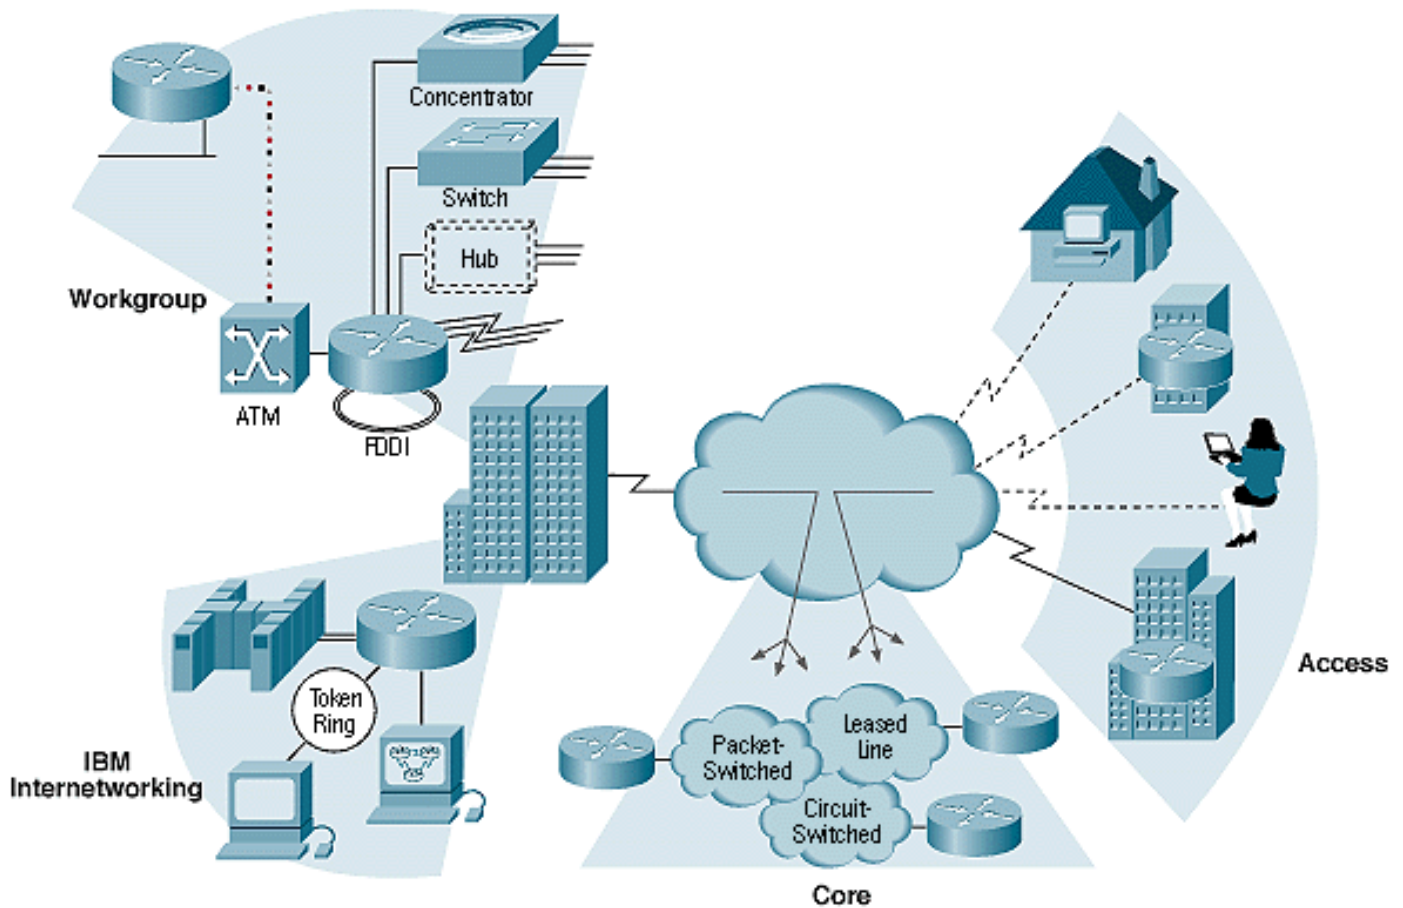 Concentrator
Switch
Hub
Workgroup
ATM
FDDI
Token
Ring
IBM
Internetworking
Access
Leased
Line
Packet-
Switched
Circuit-
Switched
Core